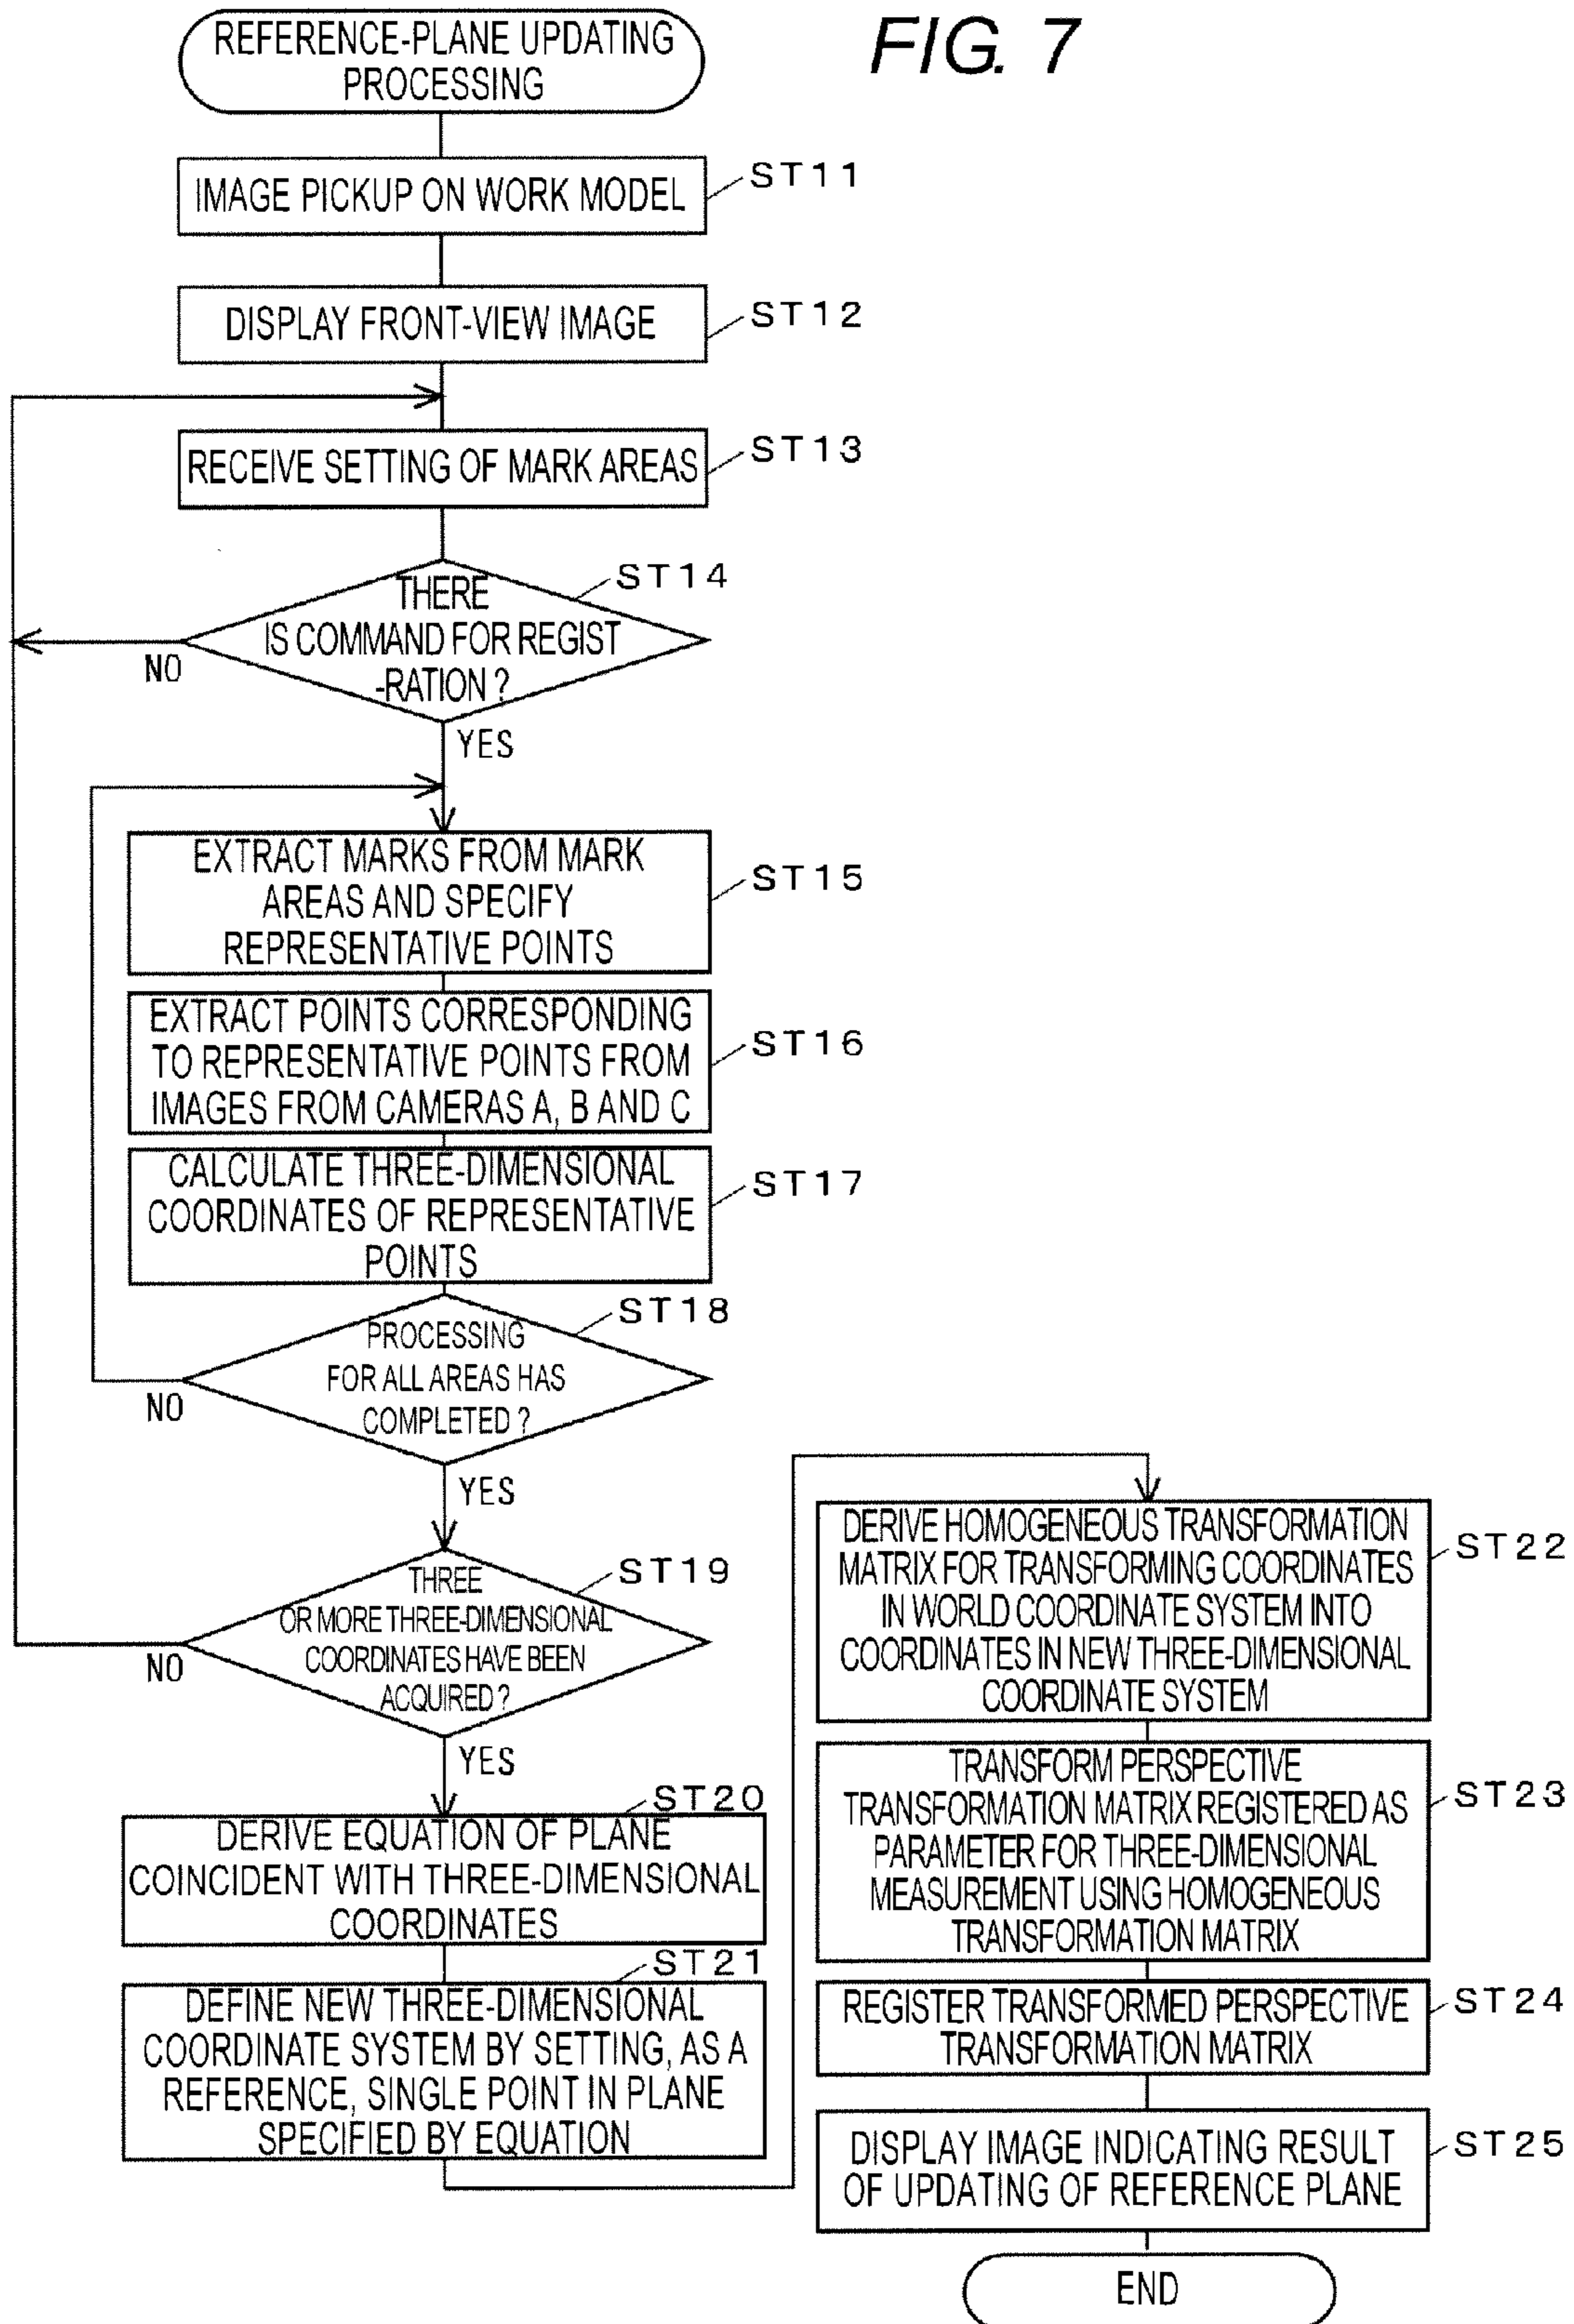 FIG. 7
REFERENCE-PLANE UPDATING
PROCESSING
IMAGE PICKUP ON WORK MODEL
ST11
DISPLAY FRONT-VIEW IMAGE
ST12
RECEIVE SETTING OF MARK AREAS
ST13
ST14
THERE
IS COMMAND FOR REGIST
-RATION ?
NO
YES
EXTRACT MARKS FROM MARK
AREAS AND SPECIFY
REPRESENTATIVE POINTS
ST15
EXTRACT POINTS CORRESPONDING
TO REPRESENTATIVE POINTS FROM
IMAGES FROM CAMERAS A, B AND C
ST16
CALCULATE THREE-DIMENSIONAL
COORDINATES OF REPRESENTATIVE
POINTS
ST17
ST18
PROCESSING
FOR ALL AREAS HAS
COMPLETED ?
NO
YES
ST19
THREE
OR MORE THREE-DIMENSIONAL
COORDINATES HAVE BEEN
ACQUIRED ?
NO
YES
ST20
DERIVE EQUATION OF PLANE
COINCIDENT WITH THREE-DIMENSIONAL
COORDINATES
ST21
DEFINE NEW THREE-DIMENSIONAL
COORDINATE SYSTEM BY SETTING, AS A
REFERENCE, SINGLE POINT IN PLANE
SPECIFIED BY EQUATION
DERIVE HOMOGENEOUS TRANSFORMATION
MATRIX FOR TRANSFORMING COORDINATES
IN WORLD COORDINATE SYSTEM INTO
COORDINATES IN NEW THREE-DIMENSIONAL
COORDINATE SYSTEM
ST22
TRANSFORM PERSPECTIVE
TRANSFORMATION MATRIX REGISTERED AS
PARAMETER FOR THREE-DIMENSIONAL
MEASUREMENT USING HOMOGENEOUS
TRANSFORMATION MATRIX
ST23
REGISTER TRANSFORMED PERSPECTIVE
TRANSFORMATION MATRIX
ST24
DISPLAY IMAGE INDICATING RESULT
OF UPDATING OF REFERENCE PLANE
ST25
END